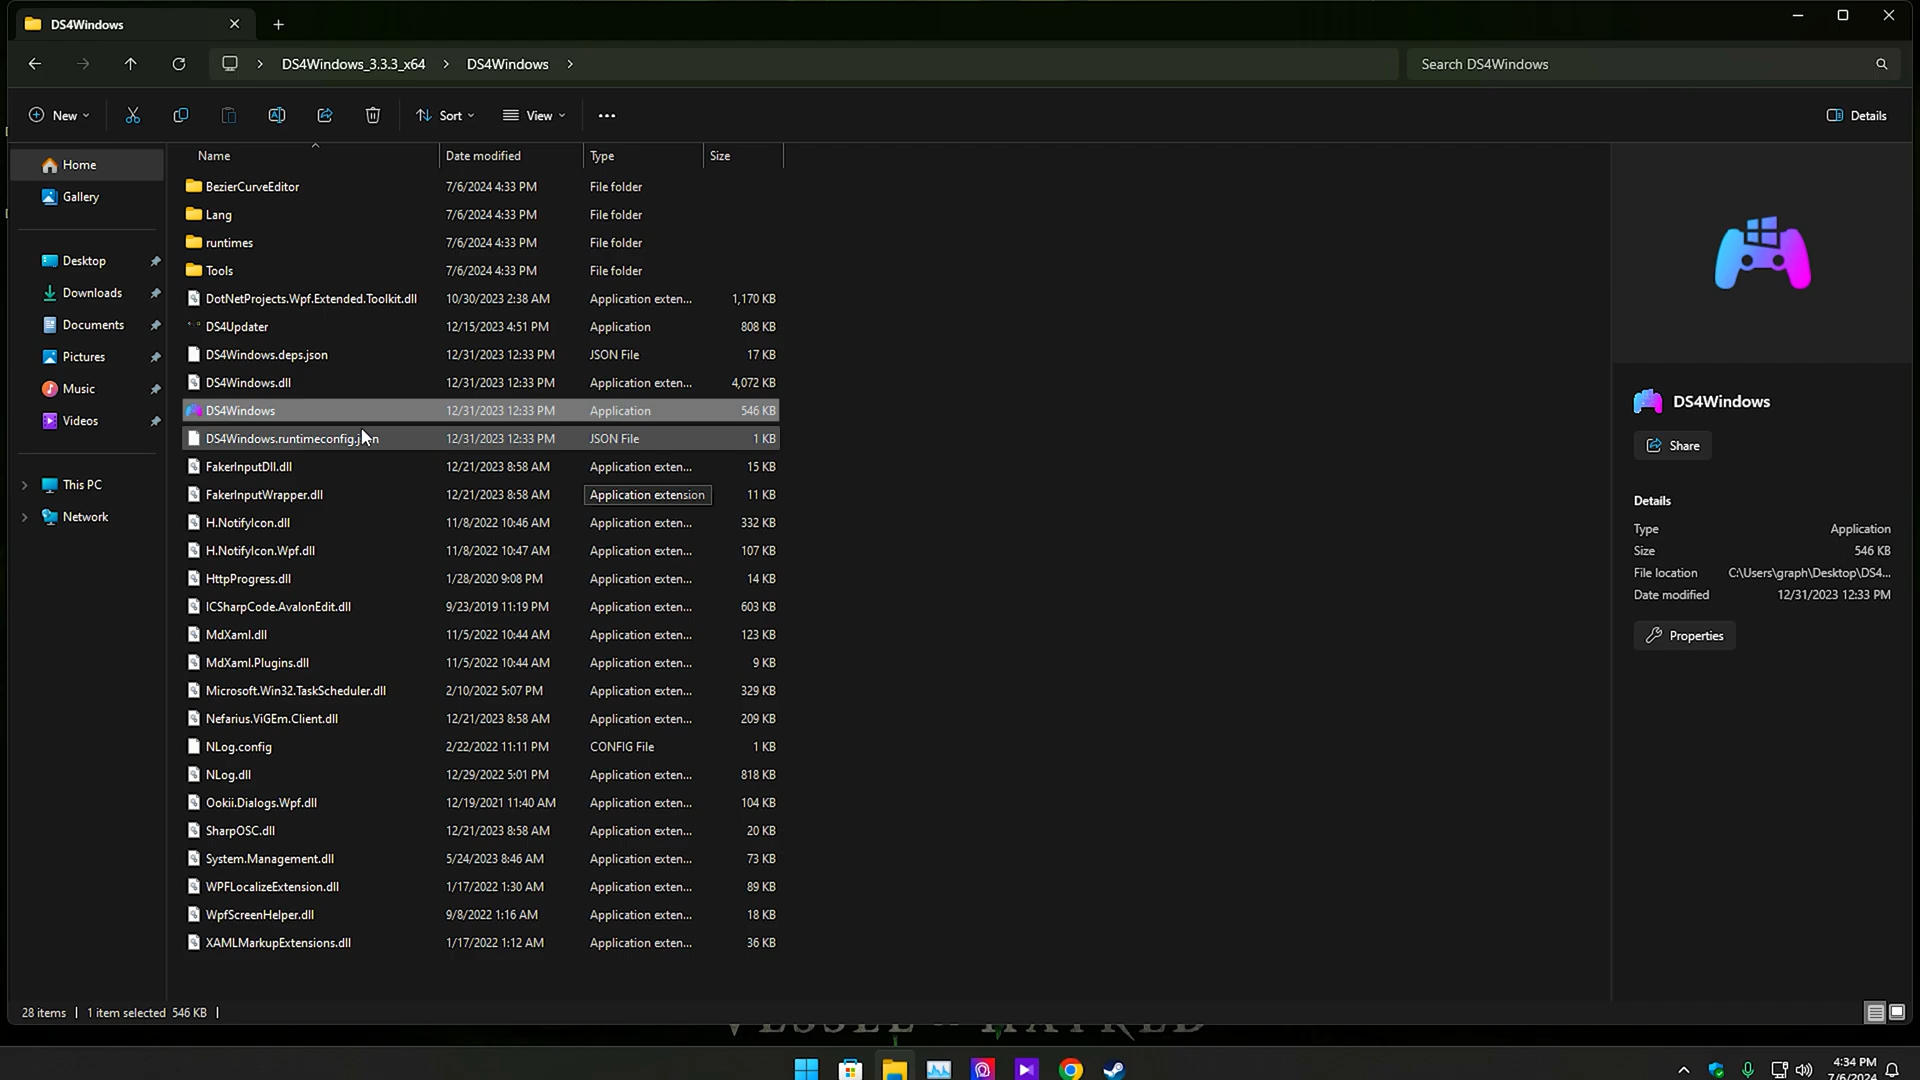 DS4Windows
DS4Windows_3.3.3_x64 DS4Windows Search DS4Windows
New Sort View Details
Home
Gallery
Desktop
Downloads
Documents
Pictures
Music
Videos
This PC
Network
Name Date modified Type Size
BezierCurveEditor 7/6/2024 4:33 PM File folder
Lang 7/6/2024 4:33 PM File folder
runtimes 7/6/2024 4:33 PM File folder
Tools 7/6/2024 4:33 PM File folder
DotNetProjects.Wpf.Extended.Toolkit.dll 10/30/2023 2:38 AM Application exten... 1,170 KB
DS4Updater 12/15/2023 4:51 PM Application 808 KB
DS4Windows.deps.json 12/31/2023 12:33 PM JSON File 17 KB
DS4Windows.dll 12/31/2023 12:33 PM Application exten... 4,072 KB
DS4Windows 12/31/2023 12:33 PM Application 546 KB
DS4Windows.runtimeconfig.json 12/31/2023 12:33 PM JSON File 1 KB
FakerInputDll.dll 12/21/2023 8:58 AM Application exten... 15 KB
FakerInputWrapper.dll 12/21/2023 8:58 AM Application extension 11 KB
H.NotifyIcon.dll 11/8/2022 10:46 AM Application exten... 332 KB
H.NotifyIcon.Wpf.dll 11/8/2022 10:47 AM Application exten... 107 KB
HttpProgress.dll 1/28/2020 9:08 PM Application exten... 14 KB
ICSharpCode.AvalonEdit.dll 9/23/2019 11:19 PM Application exten... 603 KB
MdXaml.dll 11/5/2022 10:44 AM Application exten... 123 KB
MdXaml.Plugins.dll 11/5/2022 10:44 AM Application exten... 9 KB
Microsoft.Win32.TaskScheduler.dll 2/10/2022 5:07 PM Application exten... 329 KB
Nefarius.ViGEm.Client.dll 12/21/2023 8:58 AM Application exten... 209 KB
NLog.config 2/22/2022 11:11 PM CONFIG File 1 KB
NLog.dll 12/29/2022 5:01 PM Application exten... 818 KB
Ookii.Dialogs.Wpf.dll 12/19/2021 11:40 AM Application exten... 104 KB
SharpOSC.dll 12/21/2023 8:58 AM Application exten... 20 KB
System.Management.dll 5/24/2023 8:46 AM Application exten... 73 KB
WPFLocalizeExtension.dll 1/17/2022 1:30 AM Application exten... 89 KB
WpfScreenHelper.dll 9/8/2022 1:16 AM Application exten... 18 KB
XAMLMarkupExtensions.dll 1/17/2022 1:12 AM Application exten... 36 KB
DS4Windows
Share
Details
Type Application
Size 546 KB
File location C:\Users\graph\Desktop\DS4...
Date modified 12/31/2023 12:33 PM
Properties
28 items 1 item selected 546 KB
4:34 PM
7/6/2024